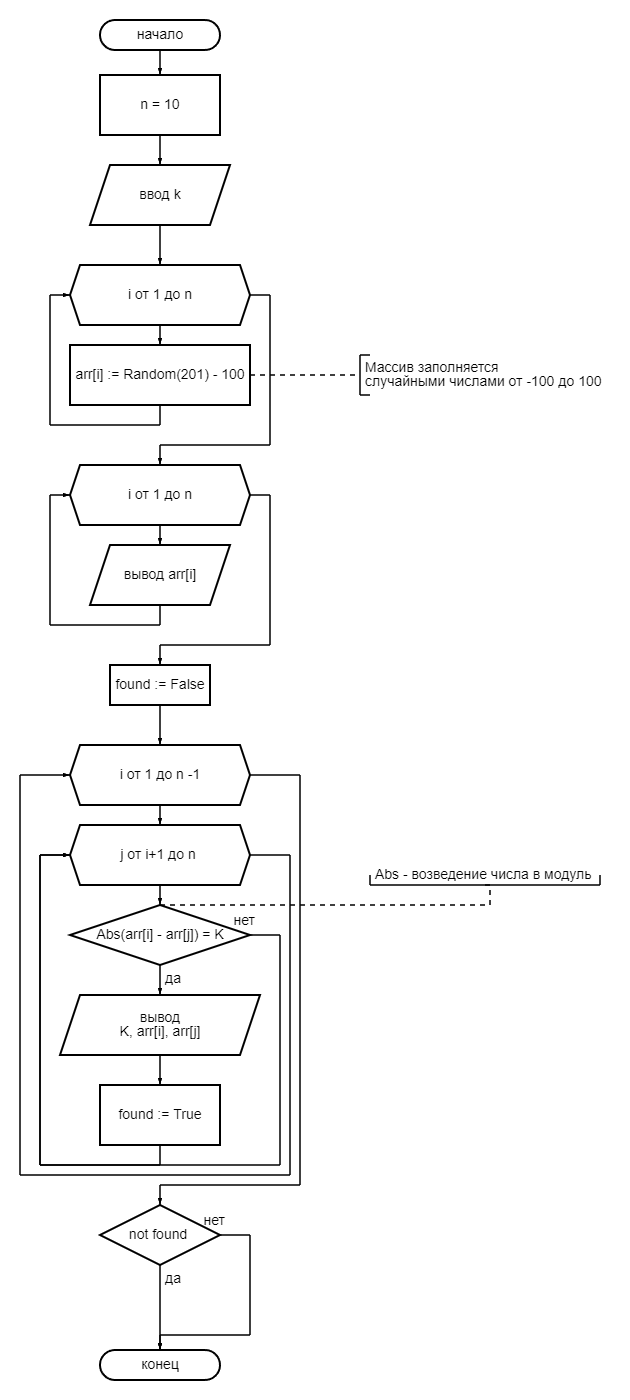 начало
n = 10
ввод k
i от 1 до n
arr[i] := Random(201) - 100
Массив заполняется
случайными числами от -100 до 100
i от 1 до n
вывод arr[i]
found := False
i от 1 до n -1
j от i+1 до n
Abs - возведение числа в модуль
нет
Abs(arr[i] - arr[j]) = K
да
вывод
K, arr[i], arr[j]
found := True
нет
not found
да
конец